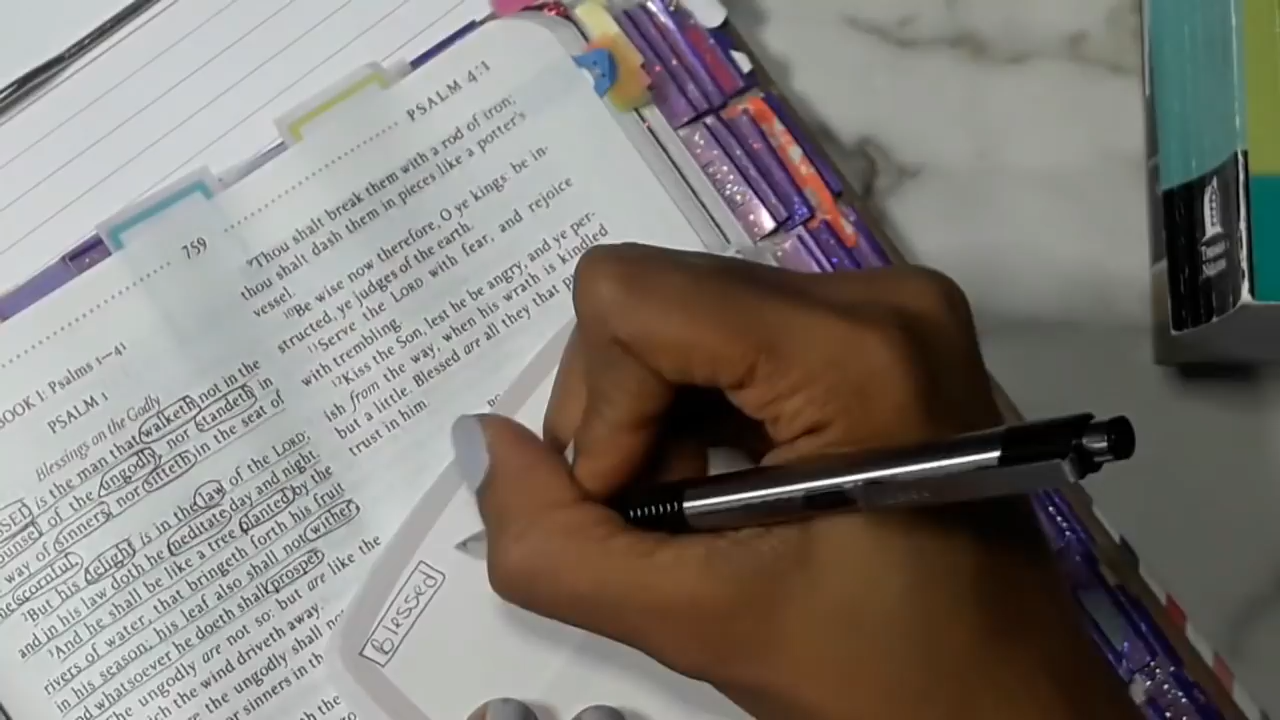 759
PSALM 4:1
BOOK I: Psalms 1–41
PSALM 1
Blessings on the Godly
is the man that walketh not in the
of the ungodly, nor standeth in
way of sinners, nor sitteth in the seat of
scornful.
²But his delight is in the law of the LORD;
and in his law doth he meditate day and night.
³And he shall be like a tree planted by the
rivers of water, that bringeth forth his fruit
in his season; his leaf also shall not wither;
and whatsoever he doeth shall prosper.
The ungodly are not so: but are like the
which the wind driveth away.
the ungodly shall
sinners in
⁹Thou shalt break them with a rod of iron;
thou shalt dash them in pieces like a potter's
vessel.
¹⁰Be wise now therefore, O ye kings: be in-
structed, ye judges of the earth.
¹¹Serve the LORD with fear, and rejoice
with trembling.
¹²Kiss the Son, lest he be angry, and ye per-
ish from the way, when his wrath is kindled
but a little. Blessed are all they that
trust in him.
blessed